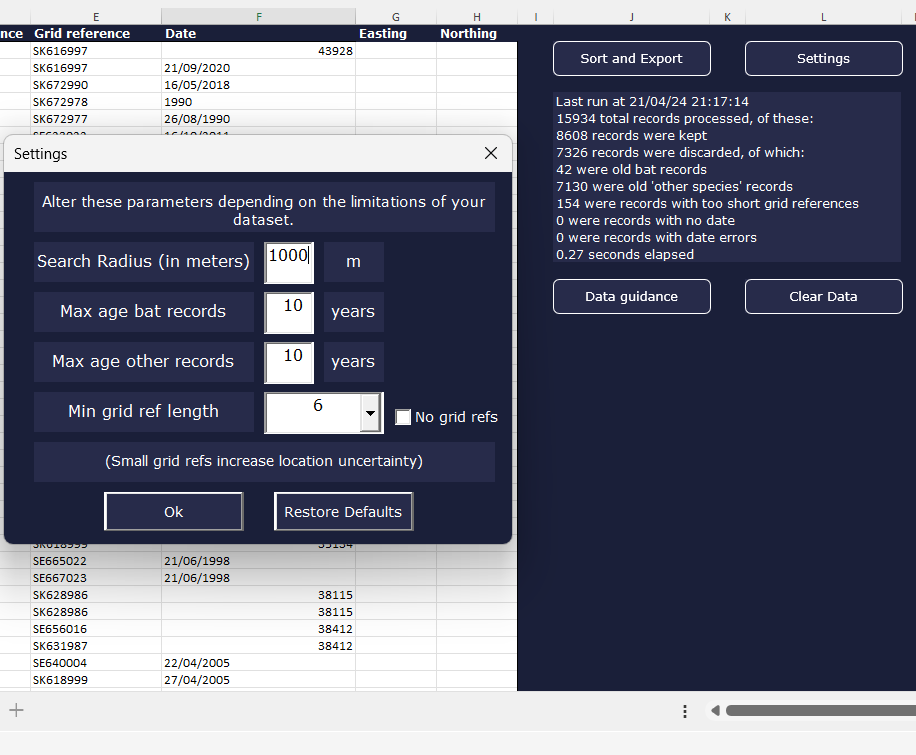 E F G H I J K L
nce Grid reference Date Easting Northing
SK616997 43928
SK616997 21/09/2020
SK672990 16/05/2018
SK672978 1990
SK672977 26/08/1990
Sort and Export
Settings
Last run at 21/04/24 21:17:14
15934 total records processed, of these:
8608 records were kept
7326 records were discarded, of which:
42 were old bat records
7130 were old 'other species' records
154 were records with too short grid references
0 were records with no date
0 were records with date errors
0.27 seconds elapsed
Data guidance
Clear Data
Settings
Alter these parameters depending on the limitations of your
dataset.
Search Radius (in meters) 1000 m
Max age bat records 10 years
Max age other records 10 years
Min grid ref length 6 No grid refs
(Small grid refs increase location uncertainty)
Ok Restore Defaults
SK618999
SE665022 21/06/1998
SE667023 21/06/1998
SK628986 38115
SK628986 38115
SE656016 38412
SK631987 38412
SE640004 22/04/2005
SK618999 27/04/2005